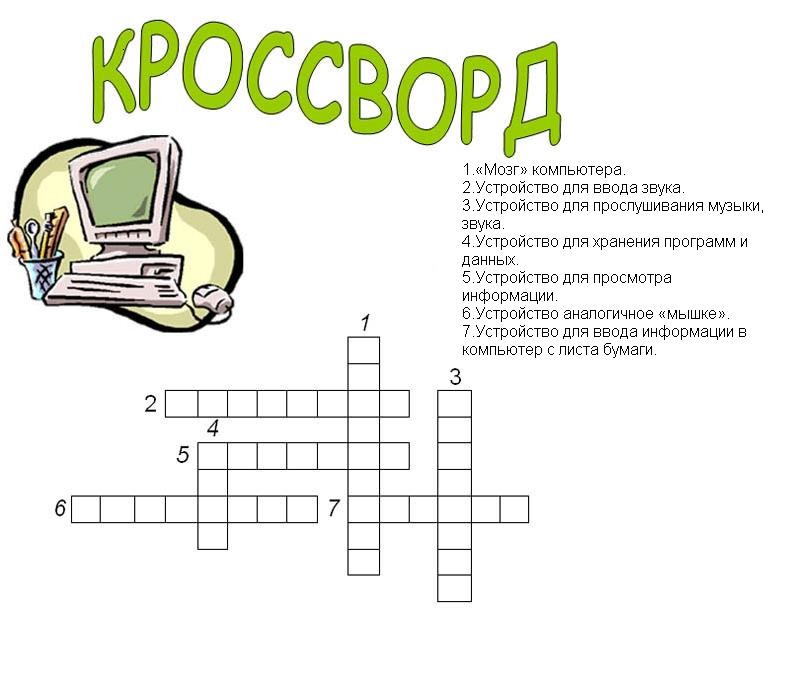 КРОССВОРД
1.«Мозг» компьютера.
2.Устройство для ввода звука.
3.Устройство для прослушивания музыки,
звука.
4.Устройство для хранения программ и
данных.
5.Устройство для просмотра
информации.
6.Устройство аналогичное «мышке».
7.Устройство для ввода информации в
компьютер с листа бумаги.
1
3
2
4
5
6
7